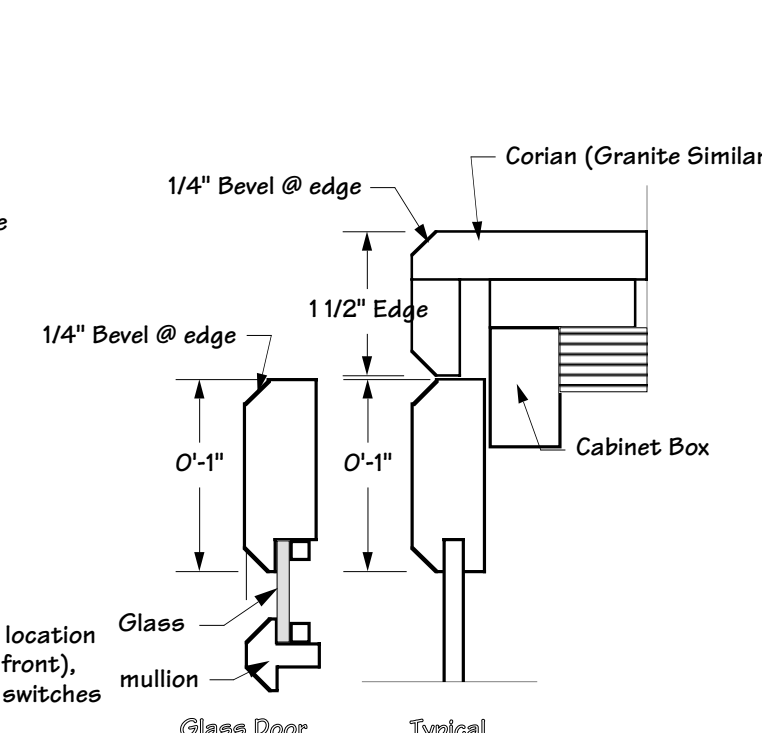 Corian (Granite Similar
1/4" Bevel @ edge
e
1 1/2" Edge
1/4" Bevel @ edge
0'-1"
0'-1"
Cabinet Box
Glass
location
front),
switches
mullion
Glass Door
Typical